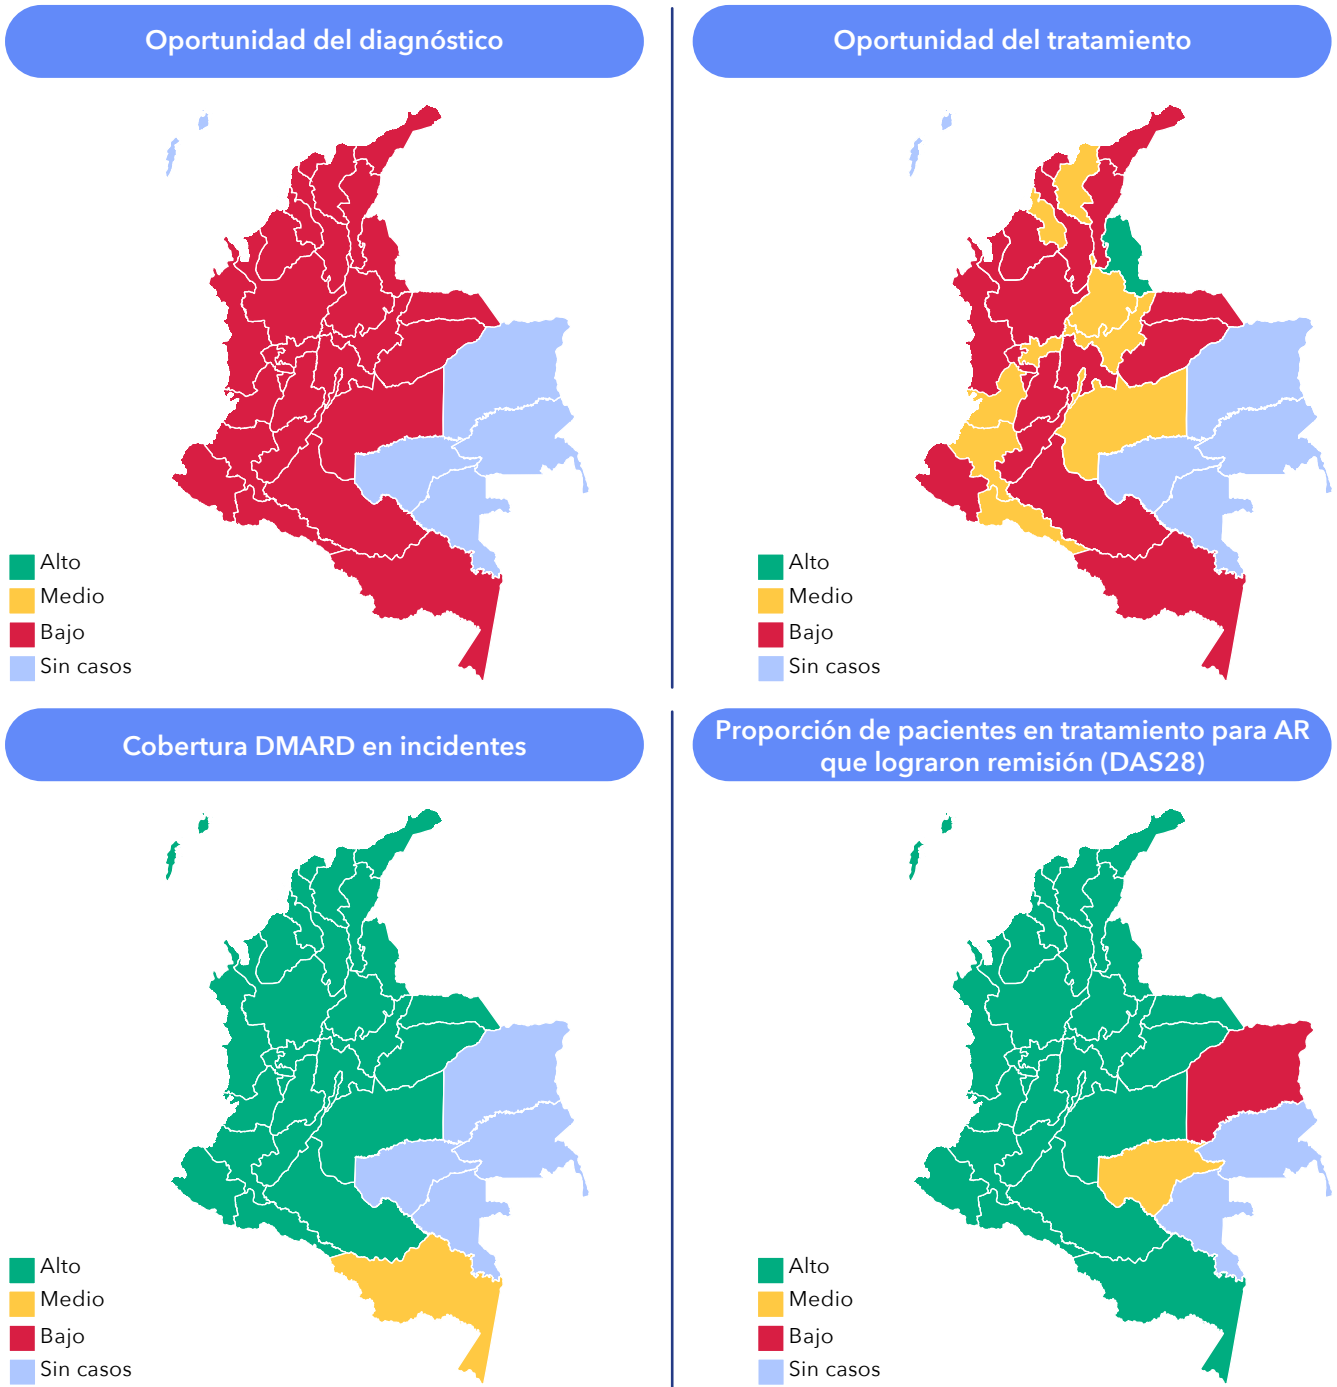 Oportunidad del diagnóstico
Alto
Medio
Bajo
Sin casos
Oportunidad del tratamiento
Alto
Medio
Bajo
Sin casos
Cobertura DMARD en incidentes
Alto
Medio
Bajo
Sin casos
Proporción de pacientes en tratamiento para AR
que lograron remisión (DAS28)
Alto
Medio
Bajo
Sin casos